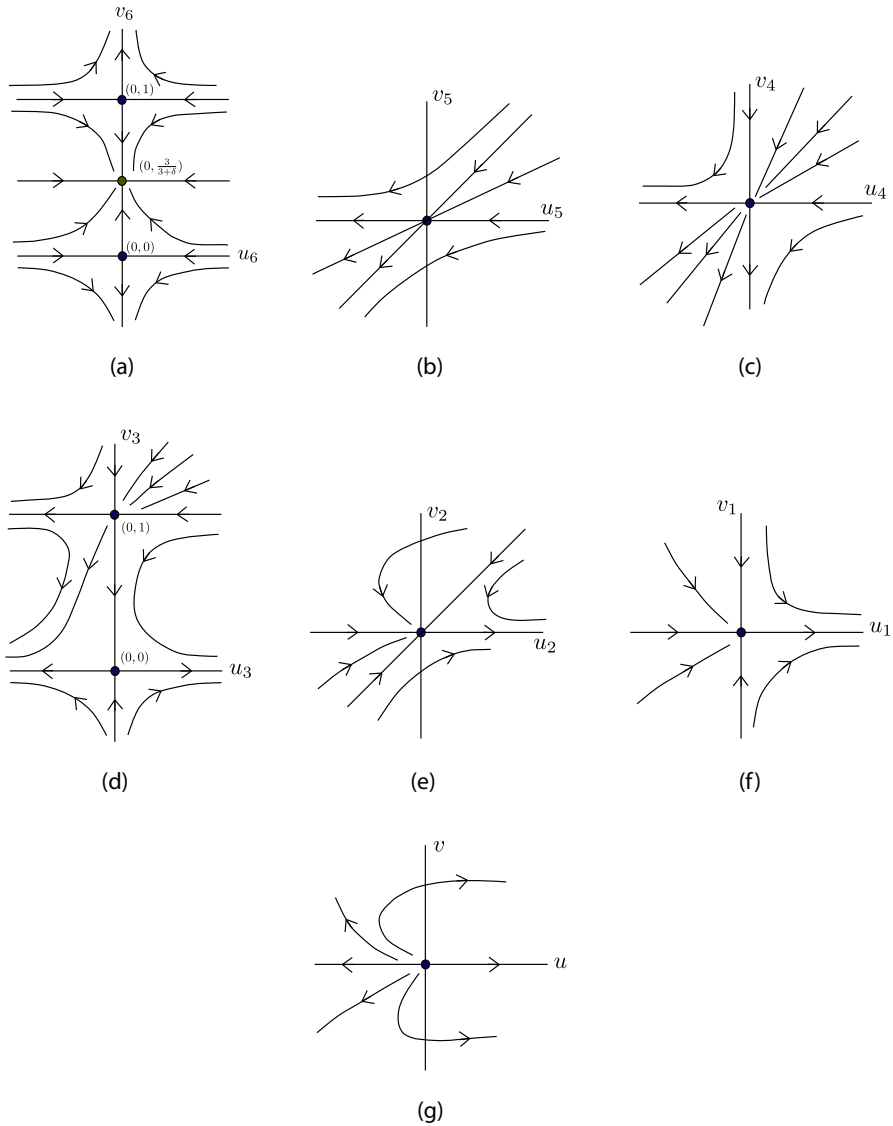 v₆
(0, 1)
(0, 3/(3+δ))
(0, 0)
u₆
(a)
v₅
u₅
(b)
v₄
u₄
(c)
v₃
(0, 1)
(0, 0)
u₃
(d)
v₂
u₂
(e)
v₁
u₁
(f)
v
u
(g)